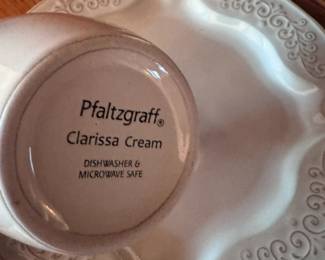 Pfaltzgraff®
Clarissa Cream
DISHWASHER &
MICROWAVE SAFE